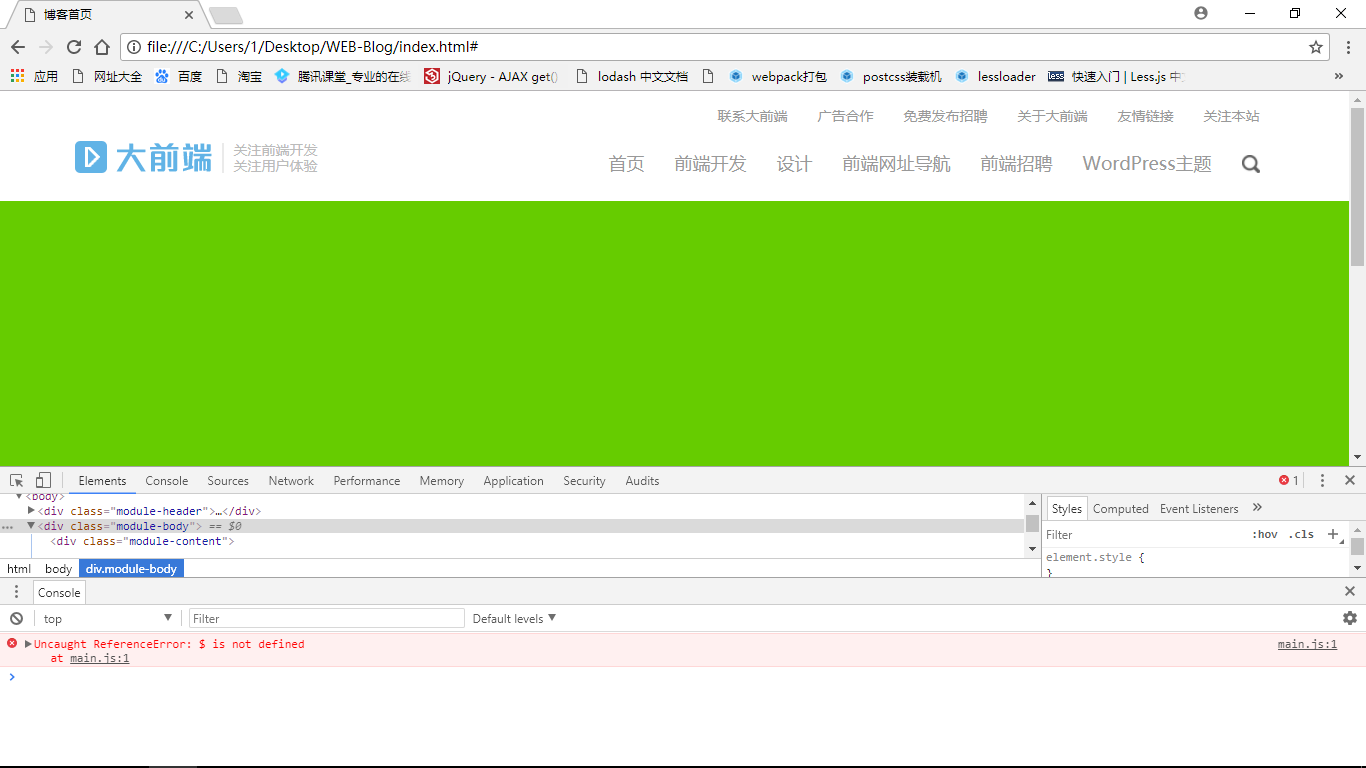 博客首页
file:///C:/Users/1/Desktop/WEB-Blog/index.html#
应用 网址大全 百度 淘宝 腾讯课堂_专业的在线 jQuery - AJAX get() lodash 中文文档 webpack打包 postcss装载机 lessloader less 快速入门 | Less.js 中 »
联系大前端 广告合作 免费发布招聘 关于大前端 友情链接 关注本站
大前端 关注前端开发
关注用户体验
首页 前端开发 设计 前端网址导航 前端招聘 WordPress主题
Elements Console Sources Network Performance Memory Application Security Audits 1
<body>
<div class="module-header">…</div>
<div class="module-body"> == $0
<div class="module-content">
html body div.module-body
Styles Computed Event Listeners »
Filter :hov .cls +
element.style {
}
Console
top Filter Default levels
Uncaught ReferenceError: $ is not defined main.js:1
at main.js:1